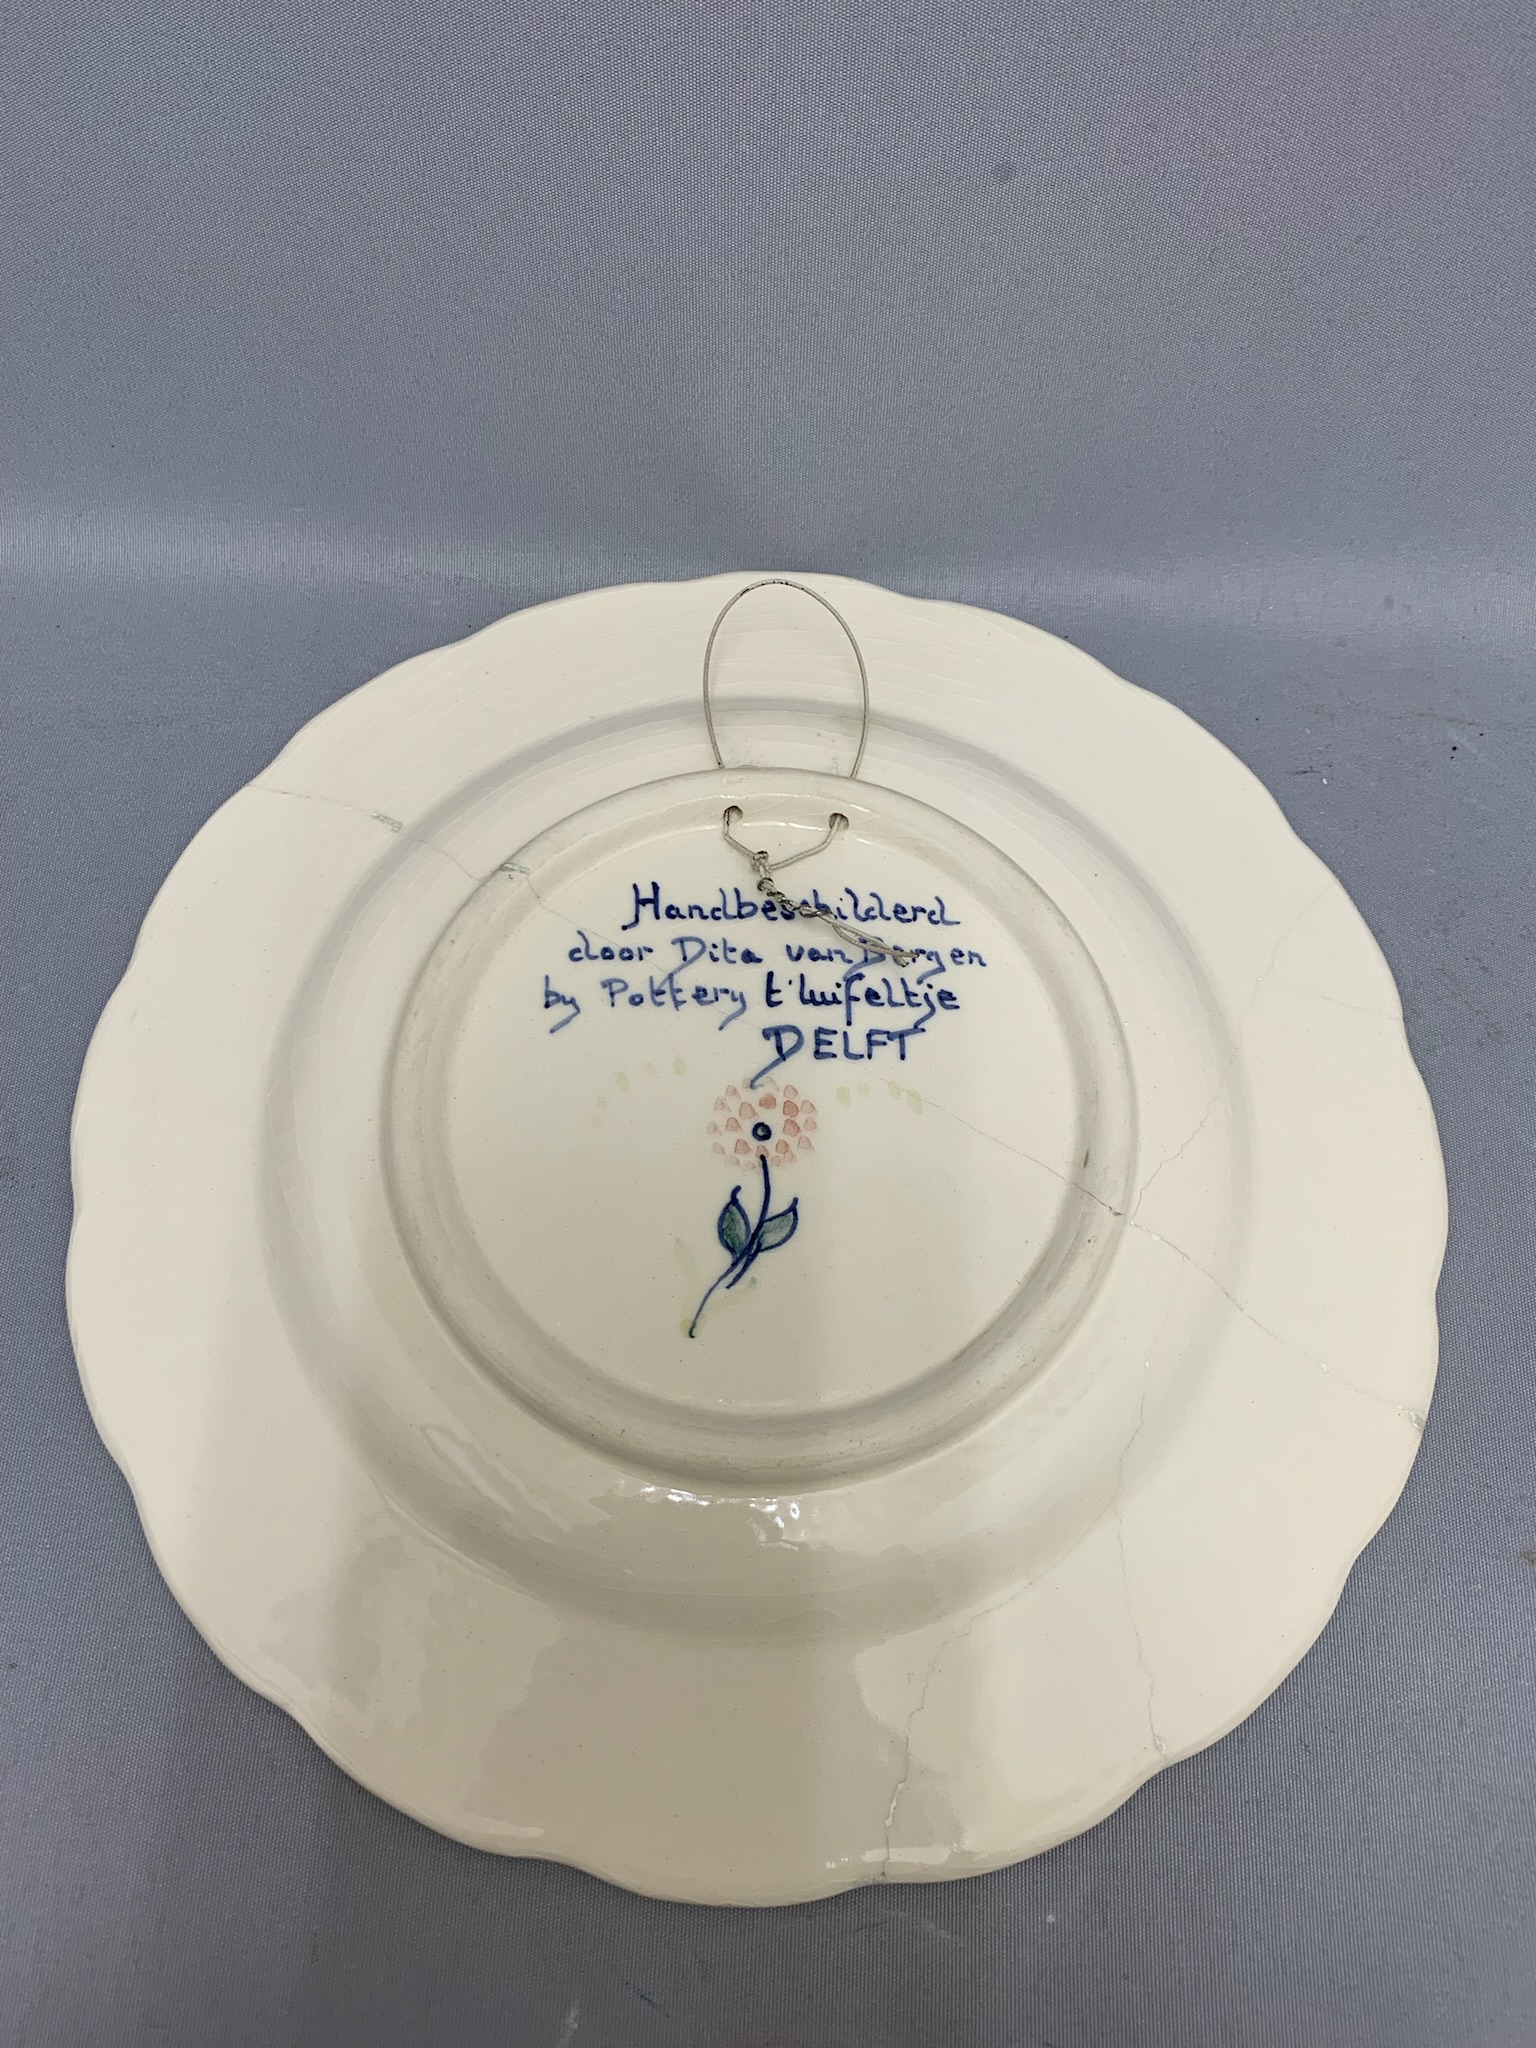 Handbeschilderd
door Dita van Bergen
by Pottery t'Luifeltje
DELFT